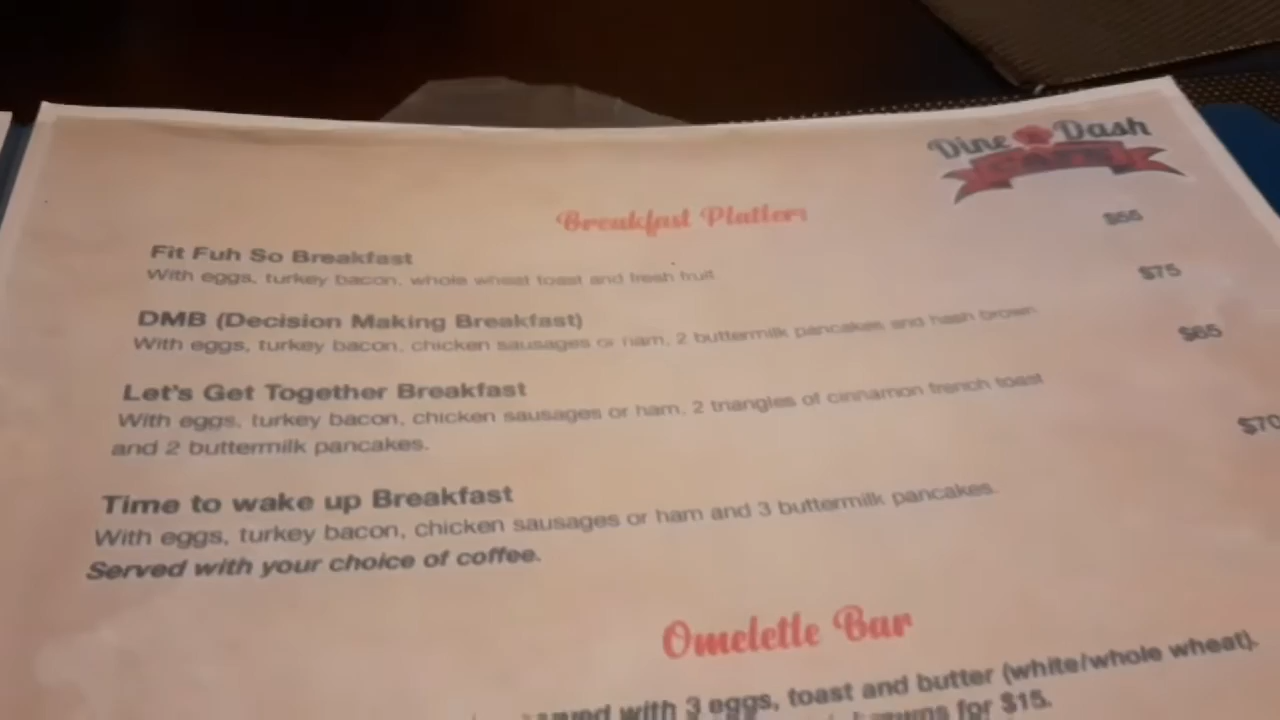 Dine Dash
CAFE
Breakfast Platters
Fit Fuh So Breakfast $55
With eggs, turkey bacon, whole wheat toast and fresh fruit
DMB (Decision Making Breakfast) $75
With eggs, turkey bacon, chicken sausages or ham, 2 buttermilk pancakes and hash brown
Let's Get Together Breakfast $65
With eggs, turkey bacon, chicken sausages or ham, 2 triangles of cinnamon french toast
and 2 buttermilk pancakes.
Time to wake up Breakfast $70
With eggs, turkey bacon, chicken sausages or ham and 3 buttermilk pancakes.
Served with your choice of coffee.
Omelette Bar
with 3 eggs, toast and butter (white/whole wheat).
for $15.